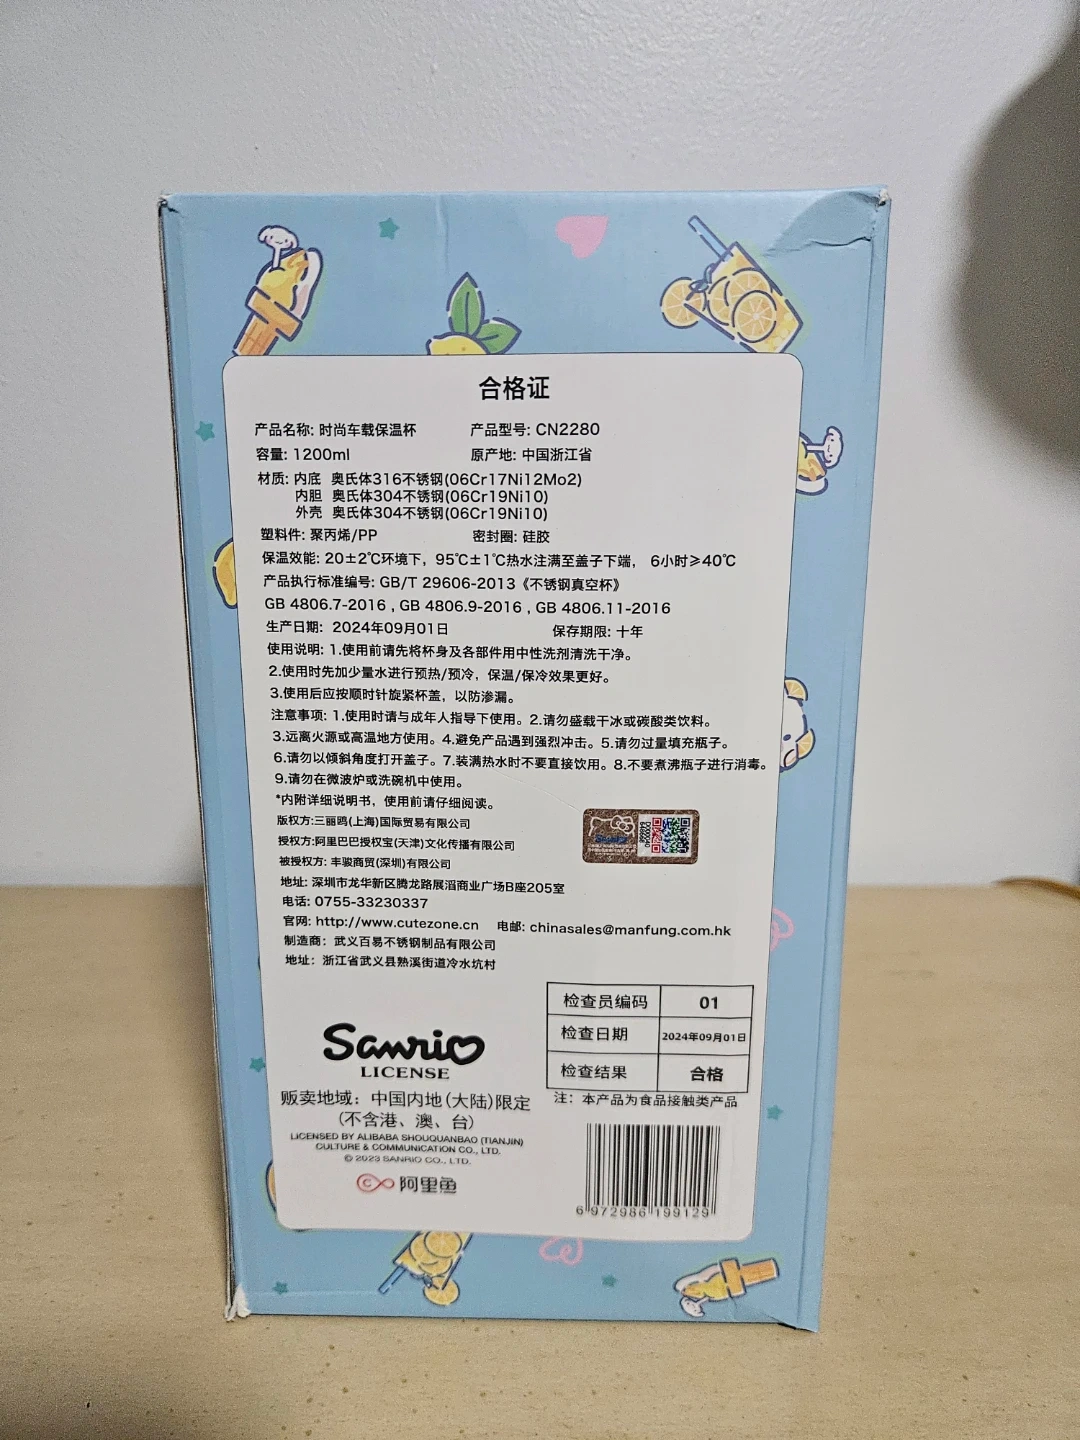 合格证
产品名称: 时尚车载保温杯 产品型号: CN2280
容量: 1200ml 原产地: 中国浙江省
材质: 内底 奥氏体316不锈钢(06Cr17Ni12Mo2)
内胆 奥氏体304不锈钢(06Cr19Ni10)
外壳 奥氏体304不锈钢(06Cr19Ni10)
塑料件: 聚丙烯/PP 密封圈: 硅胶
保温效能: 20±2℃环境下，95℃±1℃热水注满至盖子下端， 6小时≥40℃
产品执行标准编号: GB/T 29606-2013《不锈钢真空杯》
GB 4806.7-2016 , GB 4806.9-2016 , GB 4806.11-2016
生产日期: 2024年09月01日 保存期限: 十年
使用说明: 1.使用前请先将杯身及各部件用中性洗剂清洗干净。
2.使用时先加少量水进行预热/预冷，保温/保冷效果更好。
3.使用后应按顺时针旋紧杯盖，以防渗漏。
注意事项: 1.使用时请与成年人指导下使用。2.请勿盛载干冰或碳酸类饮料。
3.远离火源或高温地方使用。4.避免产品遇到强烈冲击。5.请勿过量填充瓶子。
6.请勿以倾斜角度打开盖子。7.装满热水时不要直接饮用。8.不要煮沸瓶子进行消毒。
9.请勿在微波炉或洗碗机中使用。
*内附详细说明书，使用前请仔细阅读。
版权方:三丽鸥(上海)国际贸易有限公司
授权方:阿里巴巴授权宝(天津)文化传播有限公司
被授权方: 丰骏商贸(深圳)有限公司
地址: 深圳市龙华新区腾龙路展滔商业广场B座205室
电话: 0755-33230337
官网: http://www.cutezone.cn 电邮: chinasales@manfung.com.hk
制造商: 武义百易不锈钢制品有限公司
地址: 浙江省武义县熟溪街道冷水坑村
检查员编码 01
检查日期 2024年09月01日
检查结果 合格
注: 本产品为食品接触类产品
Sanrio
LICENSE
贩卖地域: 中国内地(大陆)限定
(不含港、澳、台)
LICENSED BY ALIBABA SHOUQUANBAO (TIANJIN)
CULTURE & COMMUNICATION CO., LTD.
© 2023 SANRIO CO., LTD.
阿里鱼
6 972986 199129